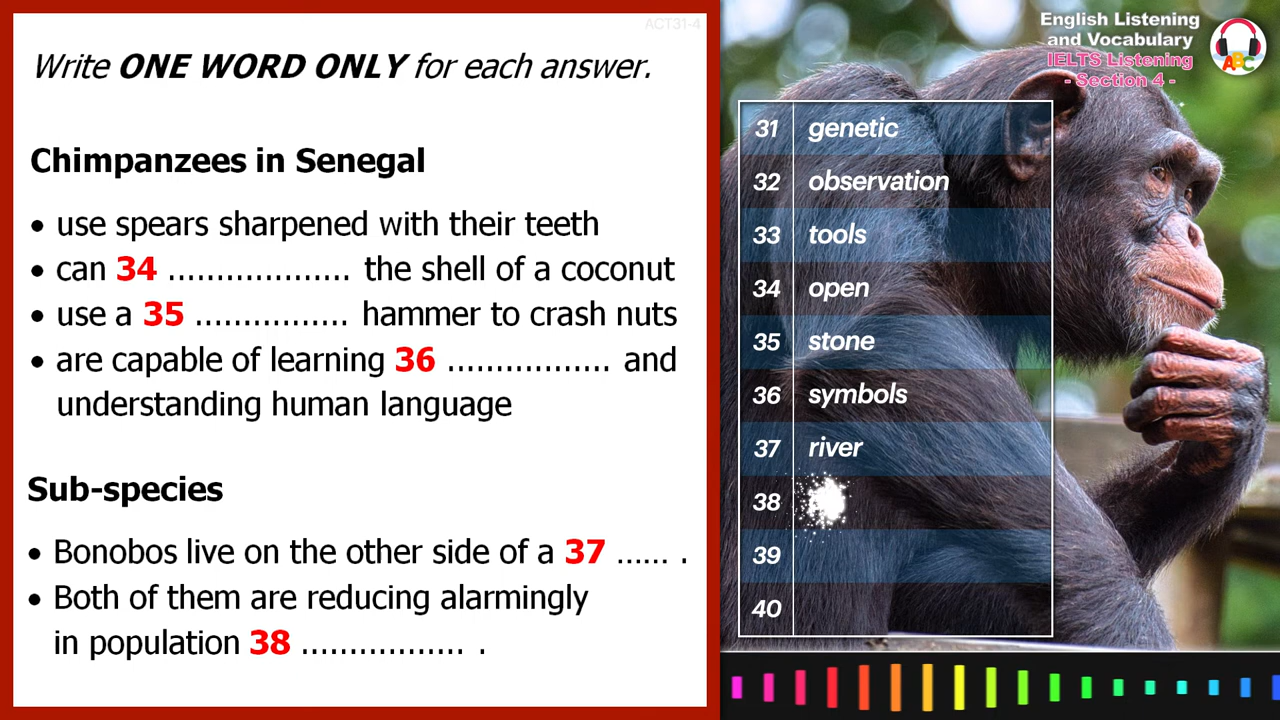 ACT31-4
Write ONE WORD ONLY for each answer.
Chimpanzees in Senegal
• use spears sharpened with their teeth
• can 34 ................... the shell of a coconut
• use a 35 ................ hammer to crash nuts
• are capable of learning 36 ................. and
understanding human language
Sub-species
• Bonobos live on the other side of a 37 ...... .
• Both of them are reducing alarmingly
in population 38 ................. .
English Listening
and Vocabulary
IELTS Listening
- Section 4 -
ABC
31 genetic
32 observation
33 tools
34 open
35 stone
36 symbols
37 river
38
39
40